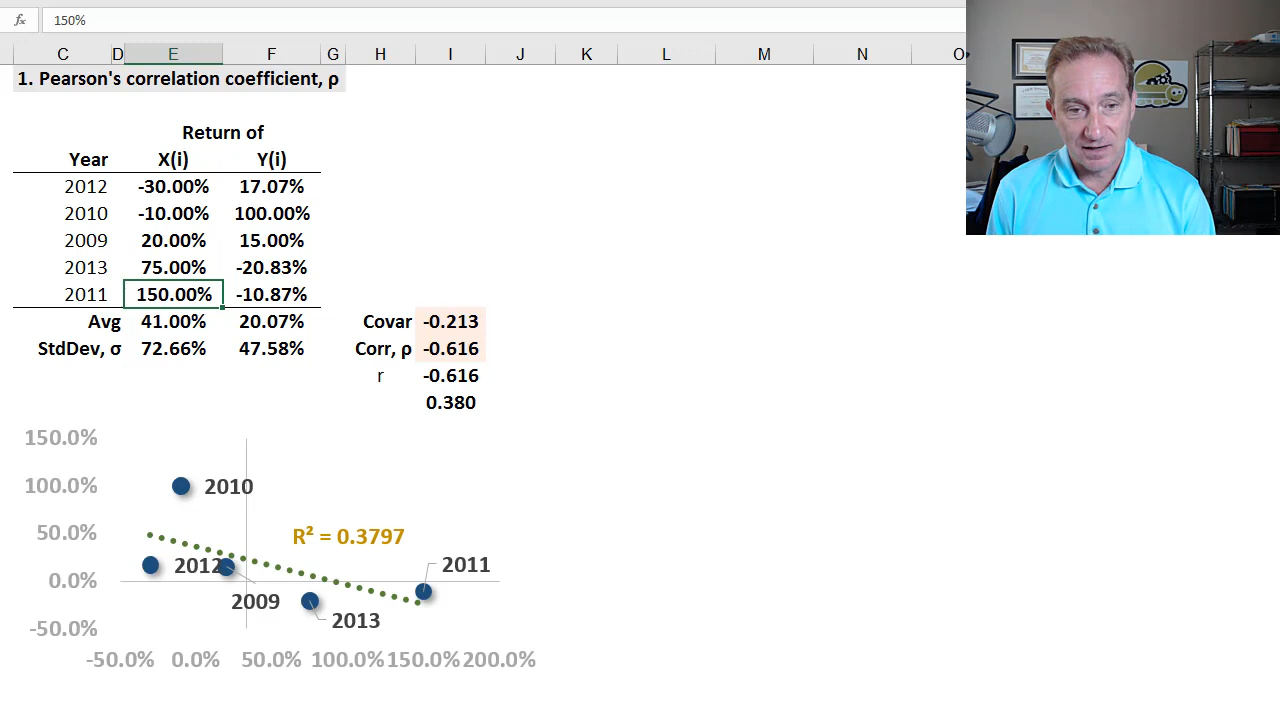 fx 150%
C D E F G H I J K L M N O
1. Pearson's correlation coefficient, ρ
Return of
Year X(i) Y(i)
2012 -30.00% 17.07%
2010 -10.00% 100.00%
2009 20.00% 15.00%
2013 75.00% -20.83%
2011 150.00% -10.87%
Avg 41.00% 20.07% Covar -0.213
StdDev, σ 72.66% 47.58% Corr, ρ -0.616
r -0.616
0.380
150.0%
100.0% 2010
50.0% R² = 0.3797
2012 2011
0.0%
2009
-50.0% 2013
-50.0% 0.0% 50.0% 100.0% 150.0% 200.0%